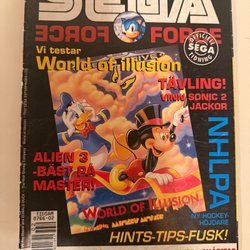 SEGA
FORCE FORCE
OFFICIELL
SEGA
TIDNING
Vi testar
World of illusion
TÄVLING!
VINN SONIC 2
JACKOR
ALIEN 3
-BÄST PÅ
MASTER!
NHLPA
NY HOCKEY-
HÖJDARE
WORLD OF ILLUSION
HINTS-TIPS-FUSK!